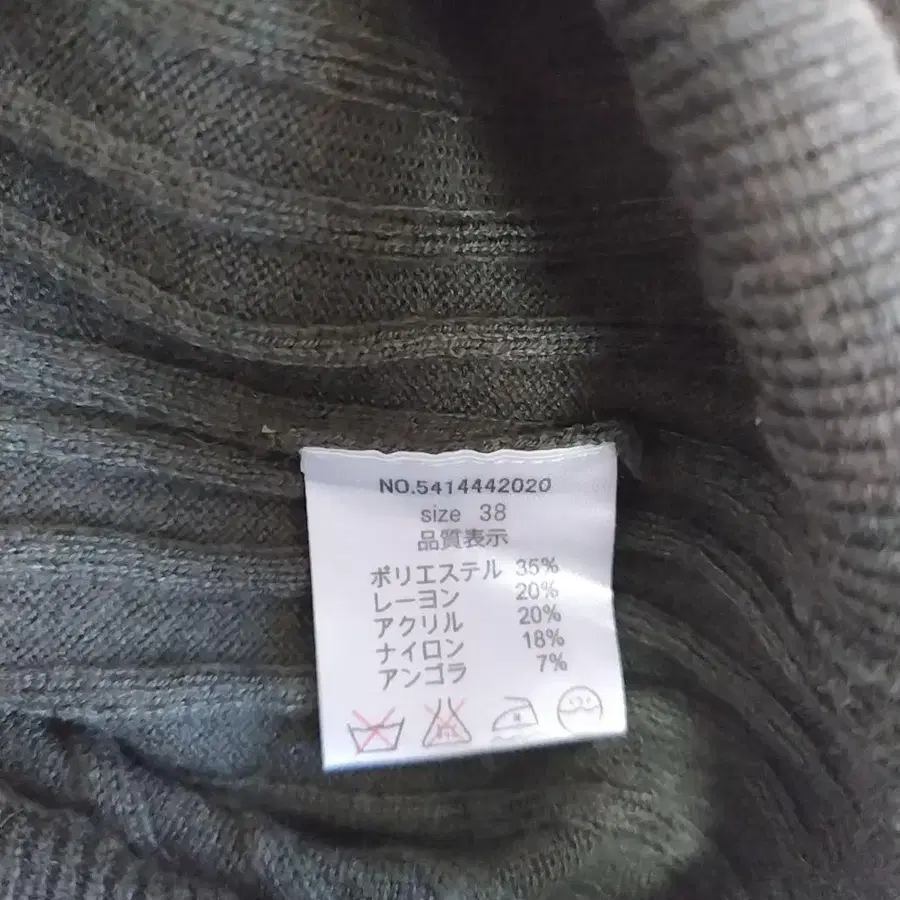 NO.5414442020
size 38
品質表示
ポリエステル 35%
レーヨン 20%
アクリル 20%
ナイロン 18%
アンゴラ 7%